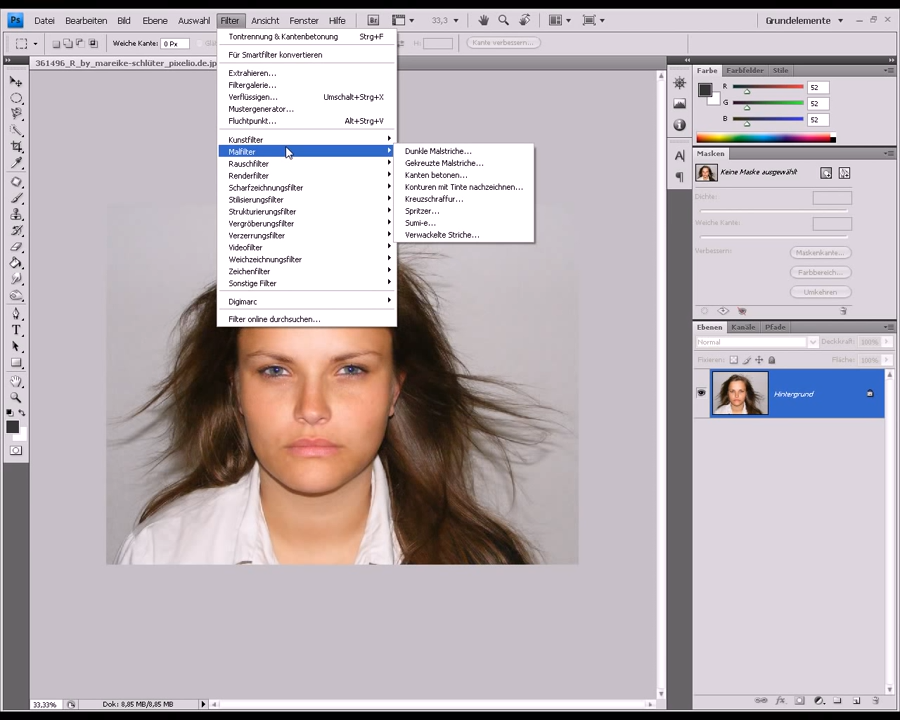 Ps Datei Bearbeiten Bild Ebene Auswahl Filter Ansicht Fenster Hilfe Br 33,3 Grundelemente
Weiche Kante: 0 Px H: Kante verbessern...
361496_R_by_mareike-schlüter_pixelio.de.jp
Tontrennung & Kantenbetonung Strg+F
Für Smartfilter konvertieren
Extrahieren...
Filtergalerie...
Verflüssigen... Umschalt+Strg+X
Mustergenerator...
Fluchtpunkt... Alt+Strg+V
Kunstfilter
Malfilter
Rauschfilter
Renderfilter
Scharfzeichnungsfilter
Stilisierungsfilter
Strukturierungsfilter
Vergröberungsfilter
Verzerrungsfilter
Videofilter
Weichzeichnungsfilter
Zeichenfilter
Sonstige Filter
Digimarc
Filter online durchsuchen...
Dunkle Malstriche...
Gekreuzte Malstriche...
Kanten betonen...
Konturen mit Tinte nachzeichnen...
Kreuzschraffur...
Spritzer...
Sumi-e...
Verwackelte Striche...
Farbe Farbfelder Stile
R 52
G 52
B 52
Masken
Keine Maske ausgewählt
Dichte:
Weiche Kante:
Verbessern: Maskenkante...
Farbbereich...
Umkehren
Ebenen Kanäle Pfade
Normal Deckkraft: 100%
Fixieren: Fläche: 100%
Hintergrund
33,33% Dok: 8,85 MB/8,85 MB